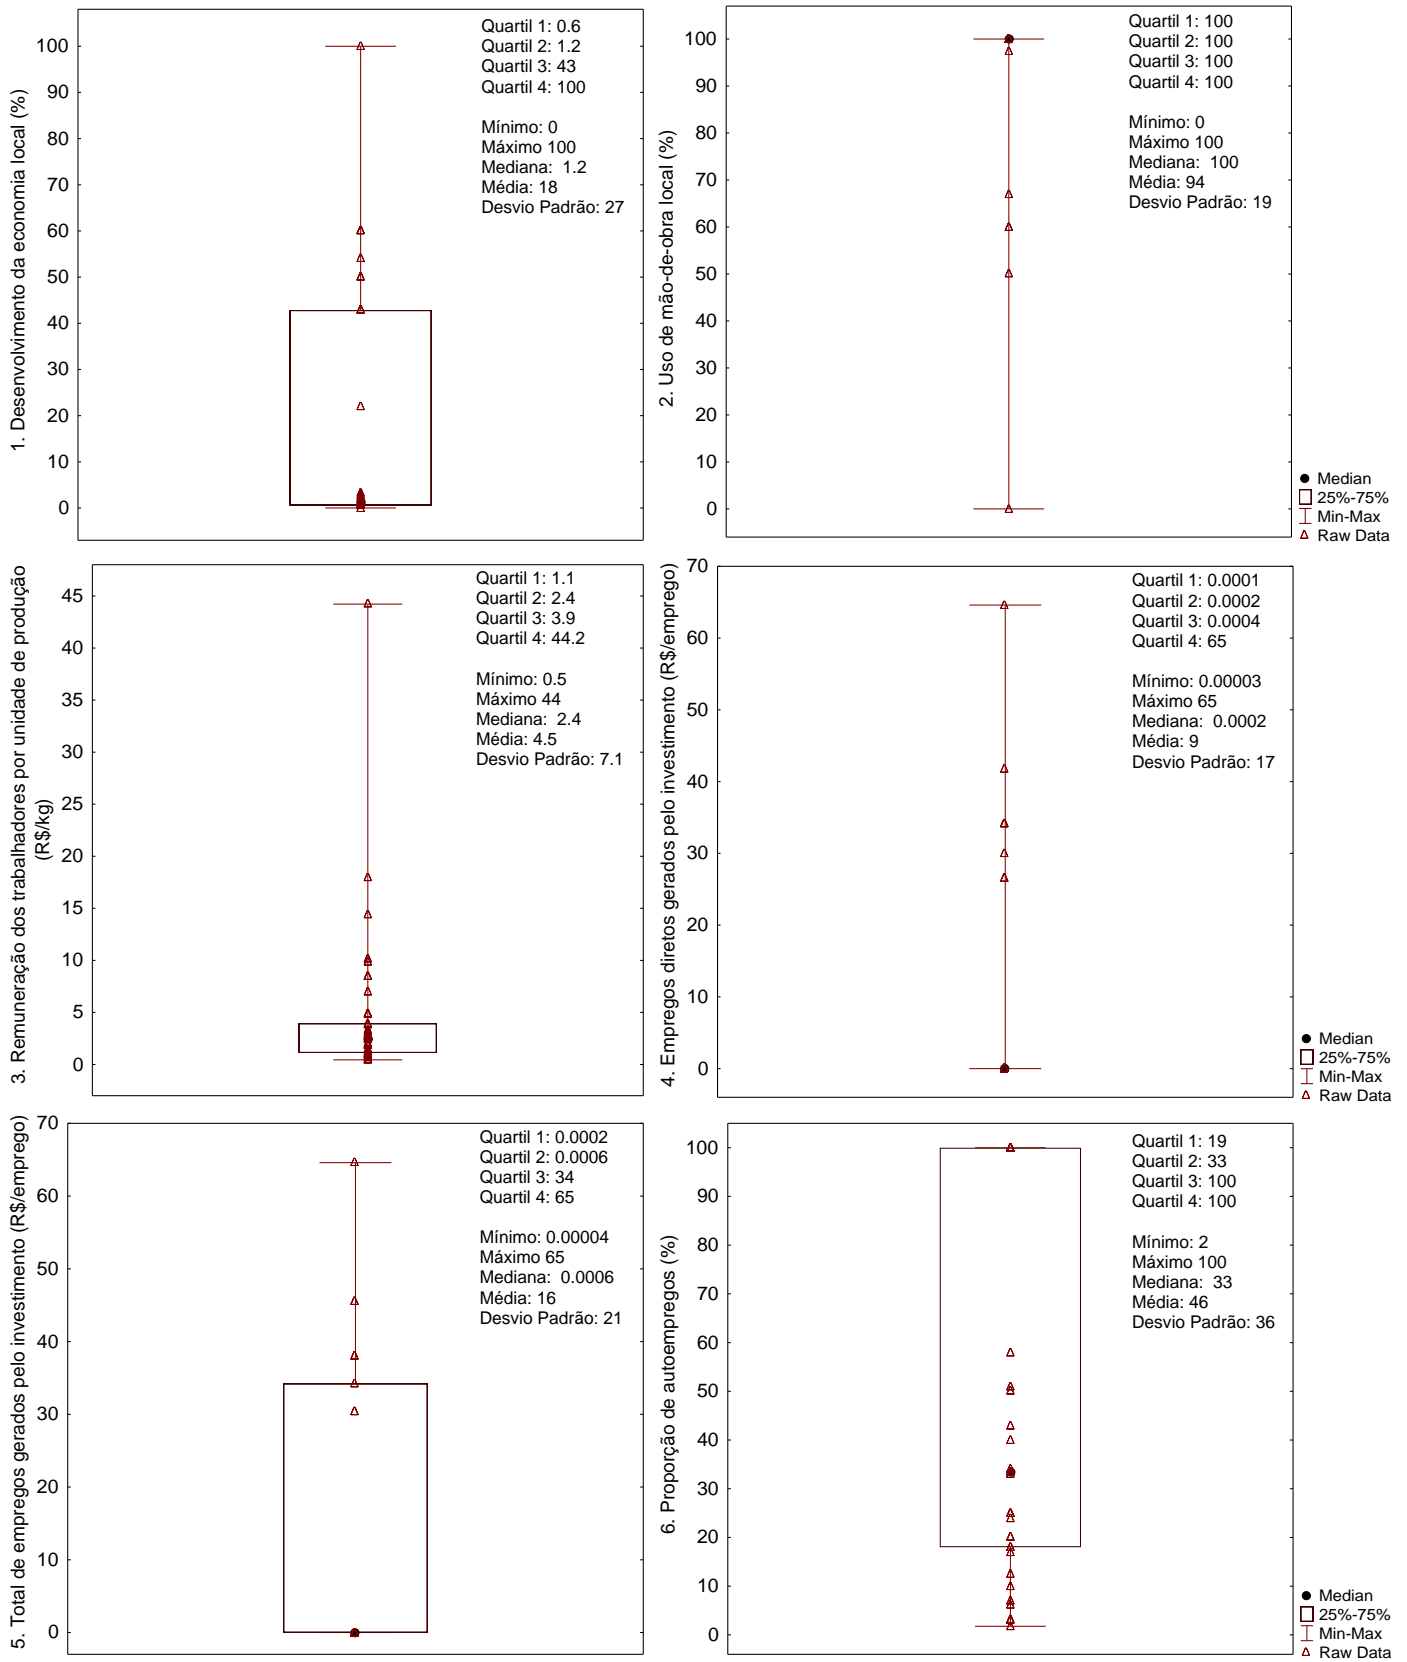 1. Desenvolvimento da economia local (%)
100
90
80
70
60
50
40
30
20
10
0
Quartil 1: 0.6
Quartil 2: 1.2
Quartil 3: 43
Quartil 4: 100
Mínimo: 0
Máximo 100
Mediana: 1.2
Média: 18
Desvio Padrão: 27
2. Uso de mão-de-obra local (%)
100
90
80
70
60
50
40
30
20
10
0
Quartil 1: 100
Quartil 2: 100
Quartil 3: 100
Quartil 4: 100
Mínimo: 0
Máximo 100
Mediana: 100
Média: 94
Desvio Padrão: 19
Median
25%-75%
Min-Max
Raw Data
3. Remuneração dos trabalhadores por unidade de produção
(R$/kg)
45
40
35
30
25
20
15
10
5
0
Quartil 1: 1.1
Quartil 2: 2.4
Quartil 3: 3.9
Quartil 4: 44.2
Mínimo: 0.5
Máximo 44
Mediana: 2.4
Média: 4.5
Desvio Padrão: 7.1
4. Empregos diretos gerados pelo investimento (R$/emprego)
70
60
50
40
30
20
10
0
Quartil 1: 0.0001
Quartil 2: 0.0002
Quartil 3: 0.0004
Quartil 4: 65
Mínimo: 0.00003
Máximo 65
Mediana: 0.0002
Média: 9
Desvio Padrão: 17
Median
25%-75%
Min-Max
Raw Data
5. Total de empregos gerados pelo investimento (R$/emprego)
70
60
50
40
30
20
10
0
Quartil 1: 0.0002
Quartil 2: 0.0006
Quartil 3: 34
Quartil 4: 65
Mínimo: 0.00004
Máximo 65
Mediana: 0.0006
Média: 16
Desvio Padrão: 21
6. Proporção de autoempregos (%)
100
90
80
70
60
50
40
30
20
10
0
Quartil 1: 19
Quartil 2: 33
Quartil 3: 100
Quartil 4: 100
Mínimo: 2
Máximo 100
Mediana: 33
Média: 46
Desvio Padrão: 36
Median
25%-75%
Min-Max
Raw Data